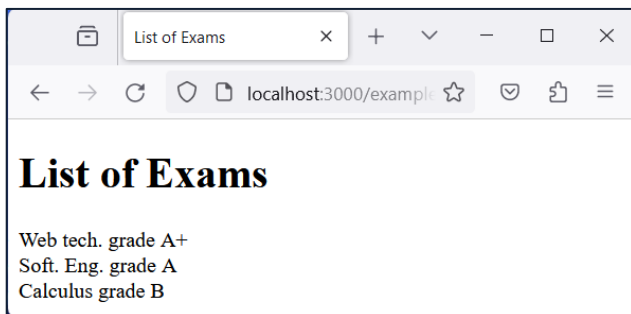 List of Exams
localhost:3000/example
List of Exams
Web tech. grade A+
Soft. Eng. grade A
Calculus grade B